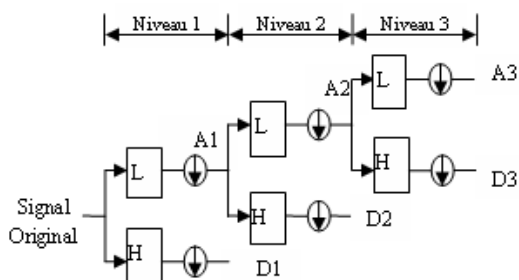 Niveau 1 Niveau 2 Niveau 3
L A3
A2
L
A1
L H D3
Signal
Original
H D2
H D1